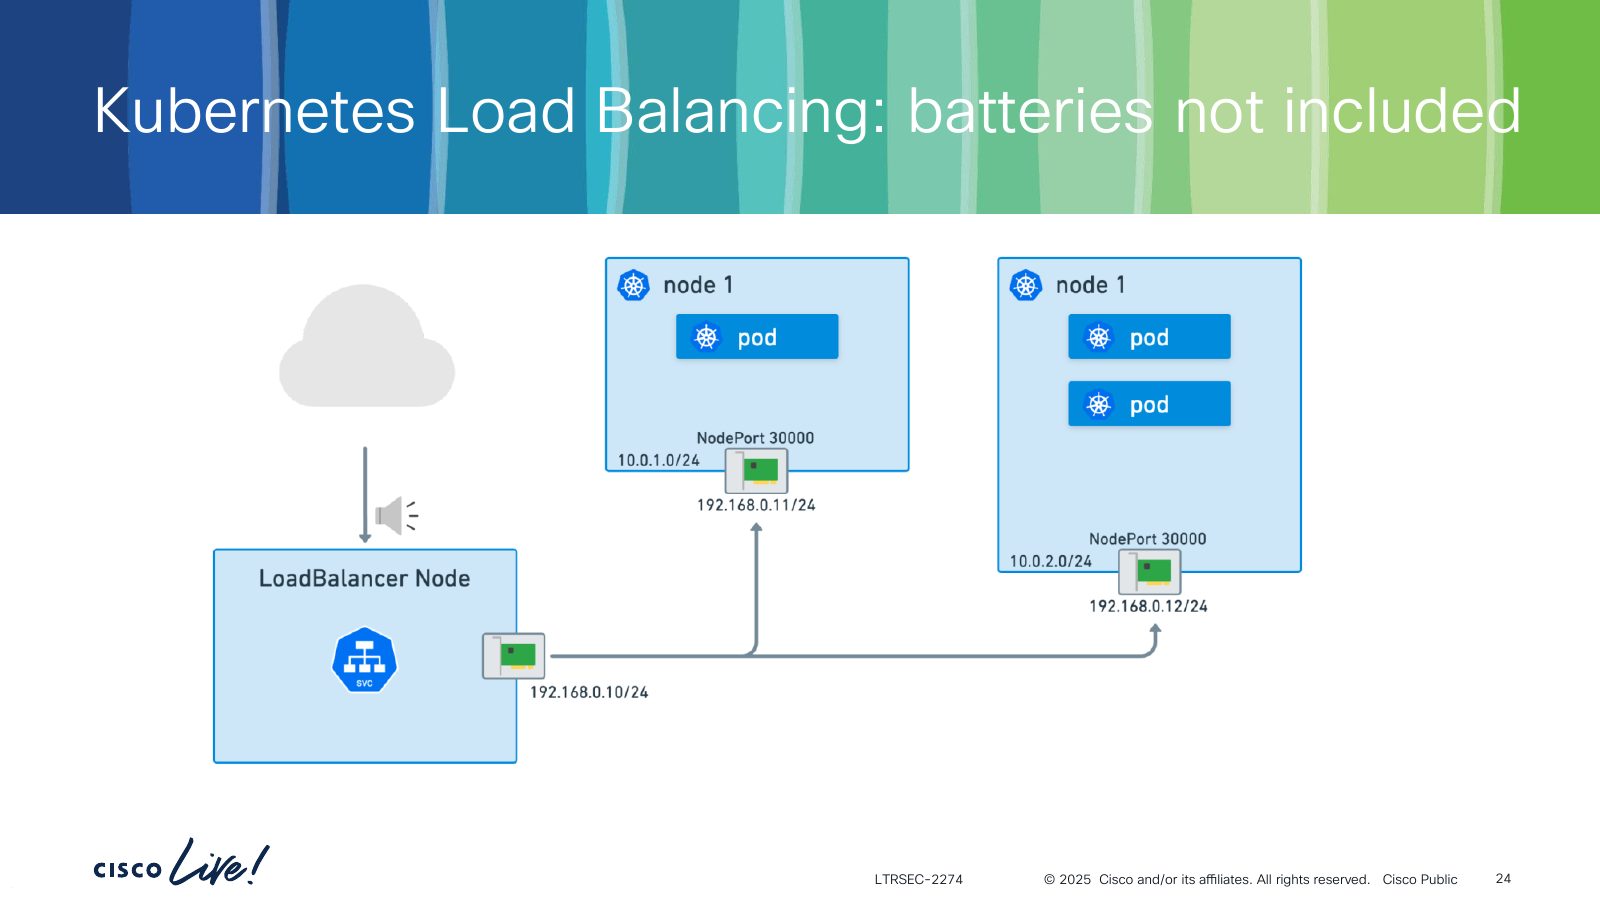 Kubernetes Load Balancing: batteries not included
node 1
pod
NodePort 30000
10.0.1.0/24
192.168.0.11/24
node 1
pod
pod
NodePort 30000
10.0.2.0/24
192.168.0.12/24
LoadBalancer Node
svc
192.168.0.10/24
CISCO Live!
LTRSEC-2274
© 2025 Cisco and/or its affiliates. All rights reserved. Cisco Public
24